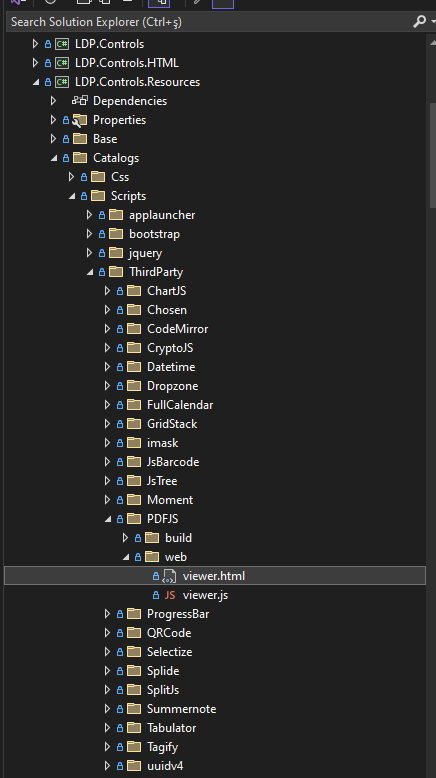 Search Solution Explorer (Ctrl+ş)
C# LDP.Controls
C# LDP.Controls.HTML
C# LDP.Controls.Resources
Dependencies
Properties
Base
Catalogs
Css
Scripts
applauncher
bootstrap
jquery
ThirdParty
ChartJS
Chosen
CodeMirror
CryptoJS
Datetime
Dropzone
FullCalendar
GridStack
imask
JsBarcode
JsTree
Moment
PDFJS
build
web
viewer.html
JS viewer.js
ProgressBar
QRCode
Selectize
Splide
SplitJs
Summernote
Tabulator
Tagify
uuidv4